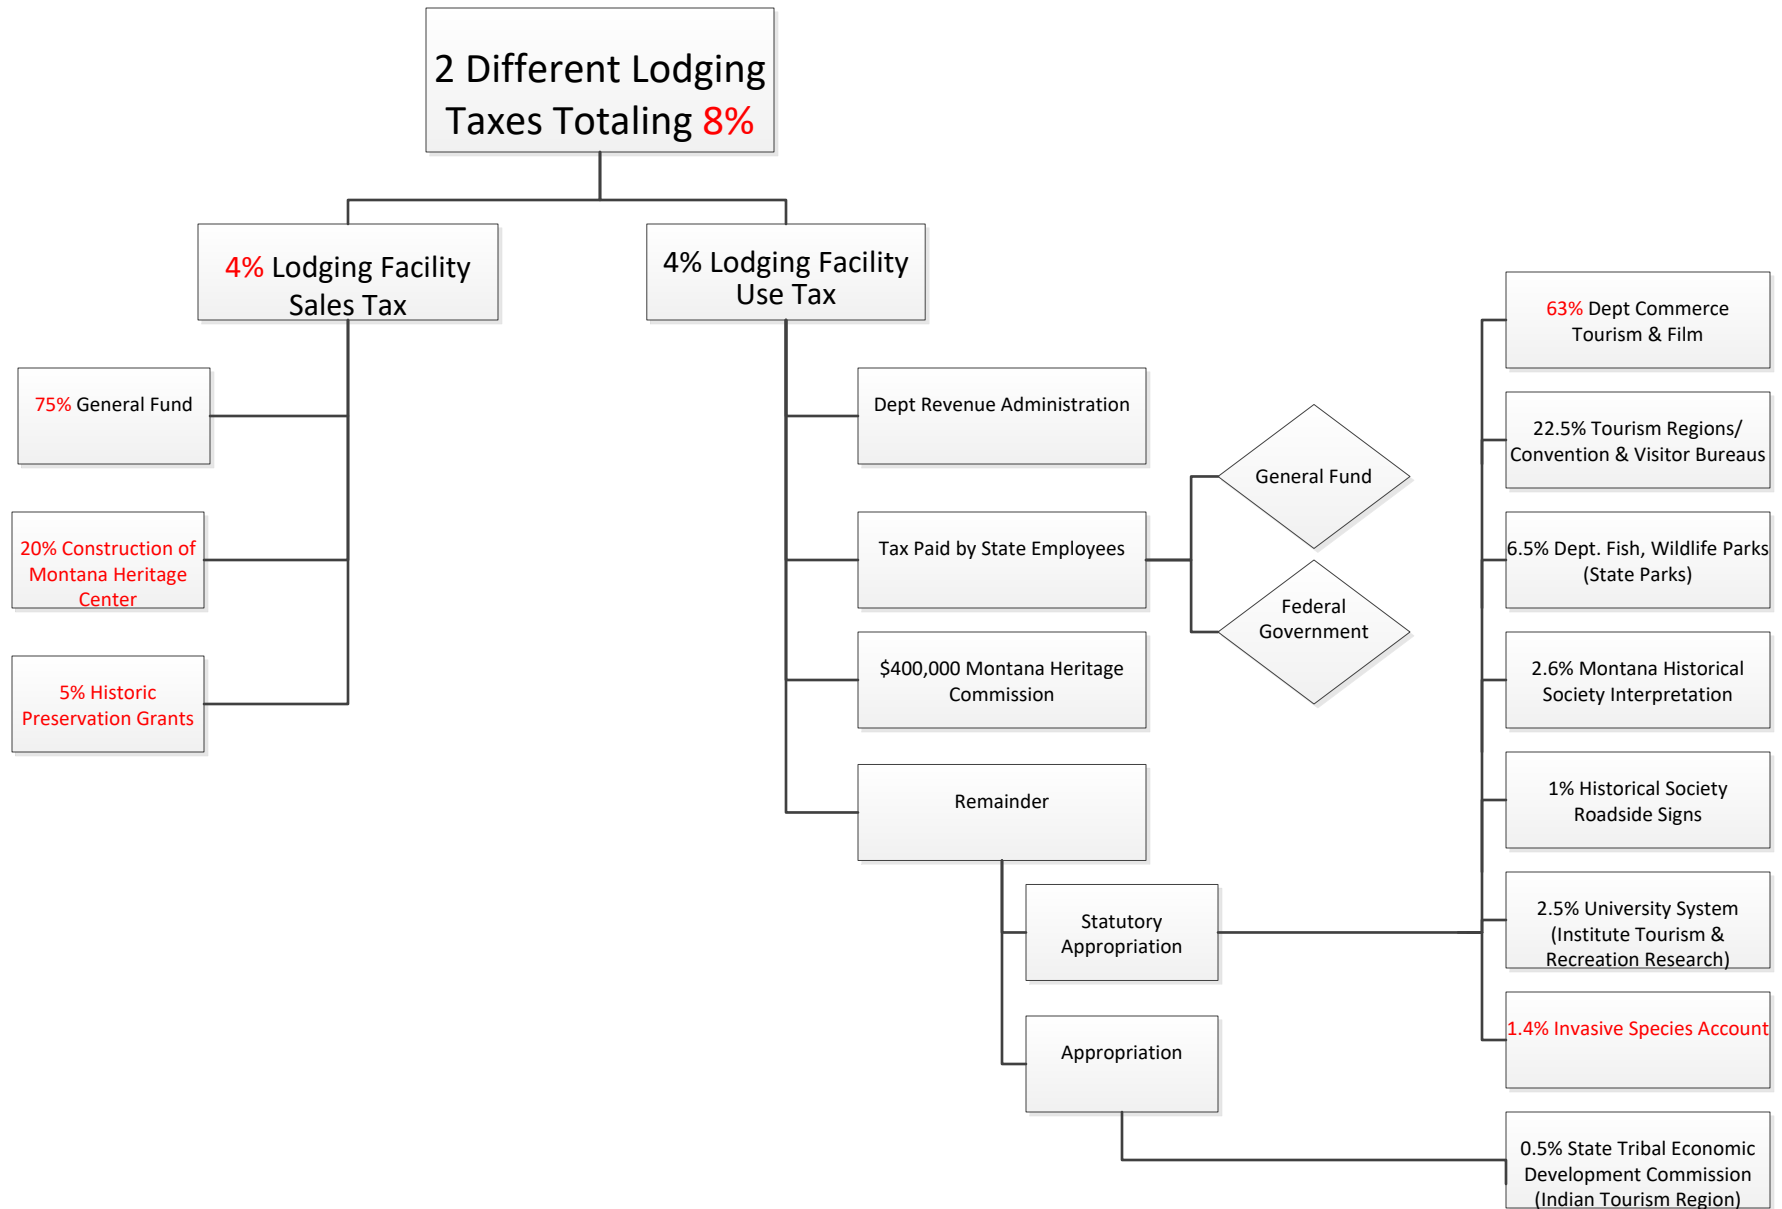 2 Different Lodging
Taxes Totaling 8%
4% Lodging Facility
Sales Tax
4% Lodging Facility
Use Tax
75% General Fund
20% Construction of
Montana Heritage
Center
5% Historic
Preservation Grants
Dept Revenue Administration
Tax Paid by State Employees
General Fund
Federal
Government
$400,000 Montana Heritage
Commission
Remainder
Statutory
Appropriation
Appropriation
63% Dept Commerce
Tourism & Film
22.5% Tourism Regions/
Convention & Visitor Bureaus
6.5% Dept. Fish, Wildlife Parks
(State Parks)
2.6% Montana Historical
Society Interpretation
1% Historical Society
Roadside Signs
2.5% University System
(Institute Tourism &
Recreation Research)
1.4% Invasive Species Account
0.5% State Tribal Economic
Development Commission
(Indian Tourism Region)